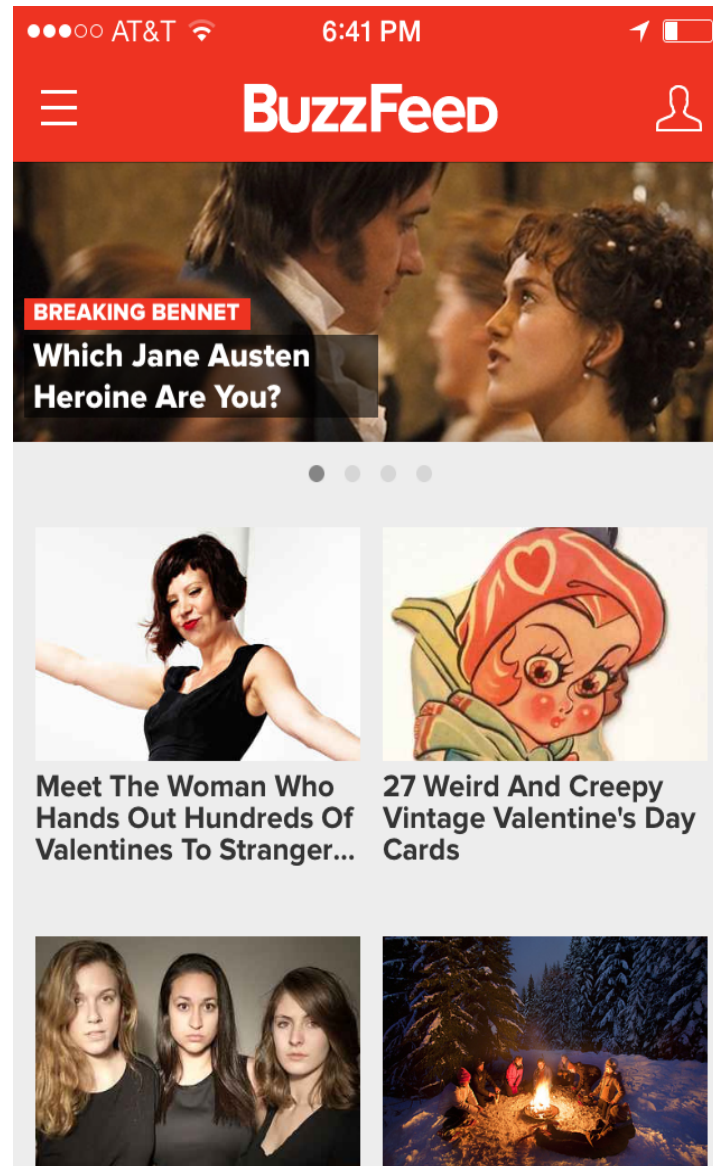 AT&T 6:41 PM
BuzzFeed
BREAKING BENNET
Which Jane Austen
Heroine Are You?
Meet The Woman Who
Hands Out Hundreds Of
Valentines To Stranger...
27 Weird And Creepy
Vintage Valentine's Day
Cards